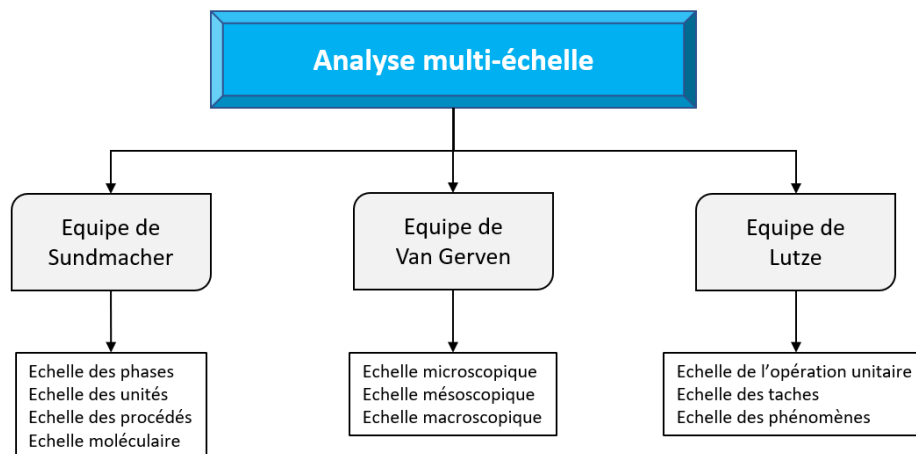 Analyse multi-échelle
Equipe de
Sundmacher
Equipe de
Van Gerven
Equipe de
Lutze
Echelle des phases
Echelle des unités
Echelle des procédés
Echelle moléculaire
Echelle microscopique
Echelle mésoscopique
Echelle macroscopique
Echelle de l’opération unitaire
Echelle des taches
Echelle des phénomènes